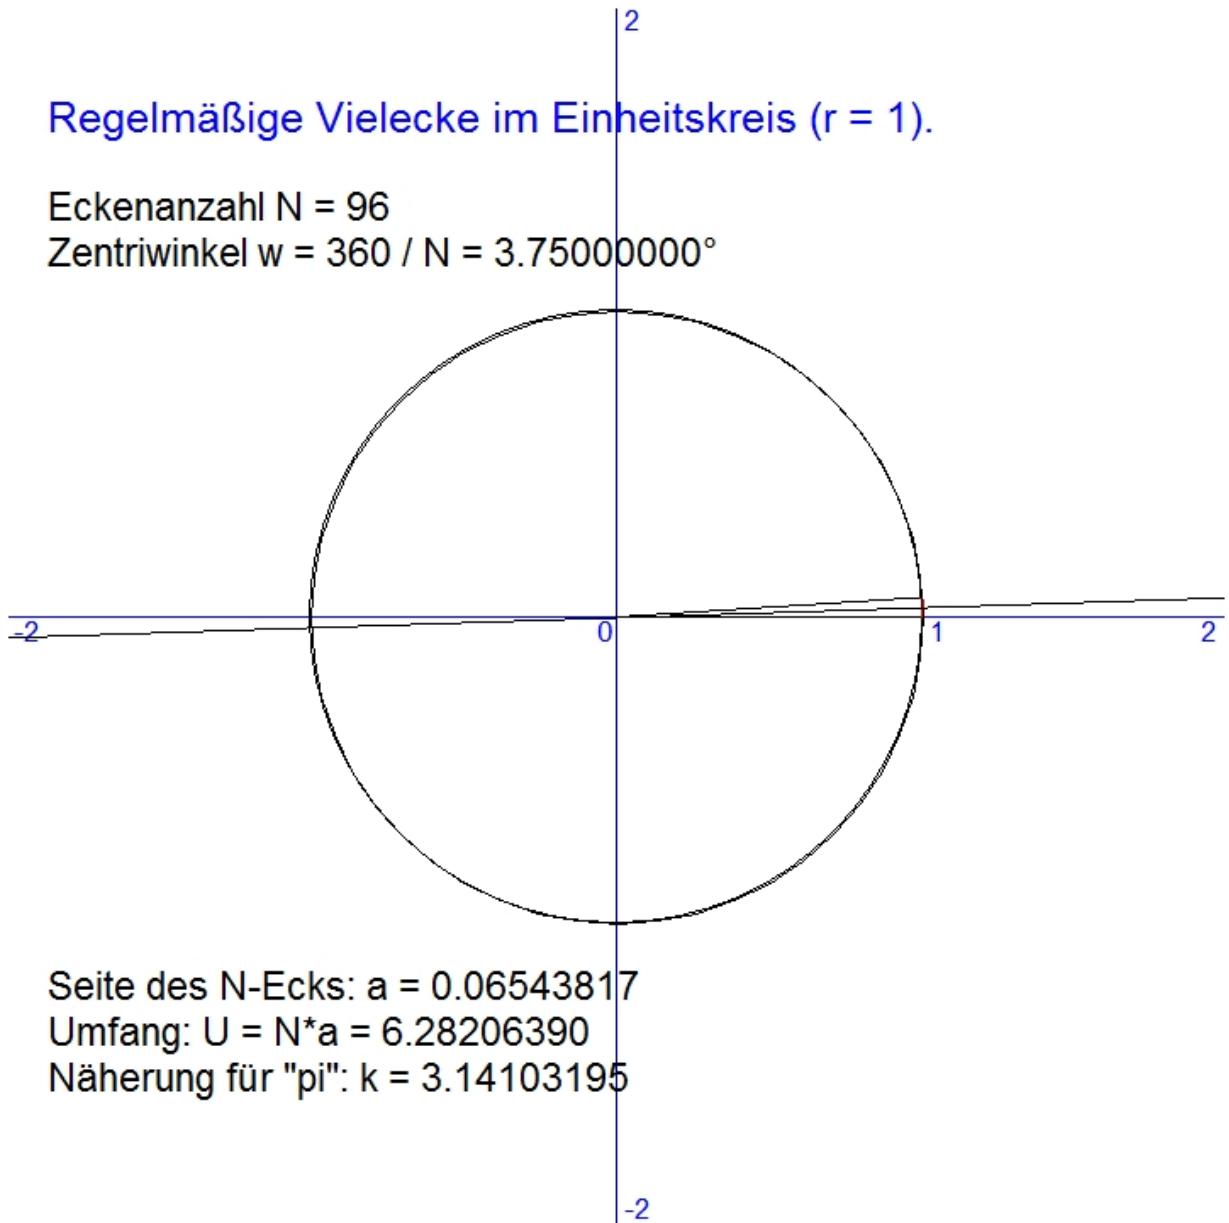 2
Regelmäßige Vielecke im Einheitskreis (r = 1).
Eckenanzahl N = 96
Zentriwinkel w = 360 / N = 3.75000000°
-2
0
1
2
Seite des N-Ecks: a = 0.06543817
Umfang: U = N*a = 6.28206390
Näherung für "pi": k = 3.14103195
-2